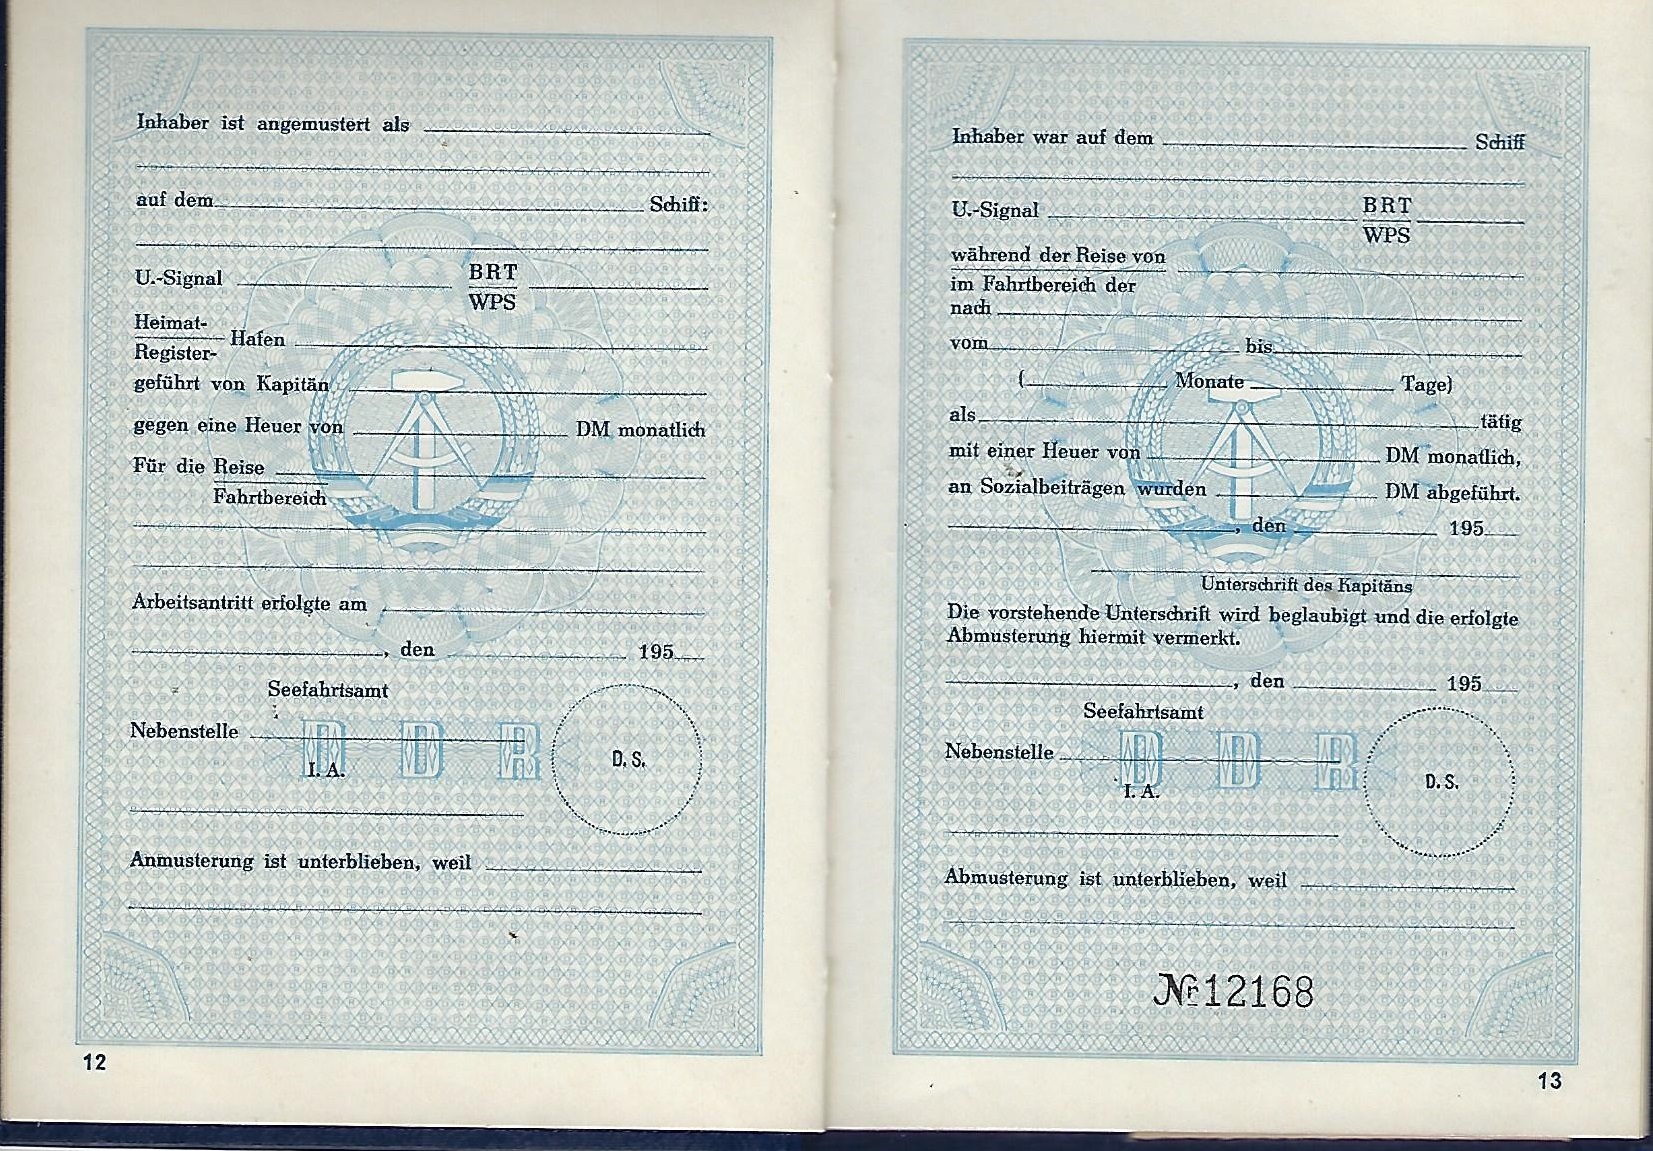 Inhaber ist angemustert als
auf dem Schiff:
U.-Signal BRT
WPS
Heimat-
Hafen
Register-
geführt von Kapitän
gegen eine Heuer von DM monatlich
Für die Reise
Fahrtbereich
Arbeitsantritt erfolgte am
, den 195
Seefahrtsamt
Nebenstelle
DDR
I. A.
D. S.
Anmusterung ist unterblieben, weil
12
Inhaber war auf dem Schiff
U.-Signal BRT
WPS
während der Reise von
im Fahrtbereich der
nach
vom bis
( Monate Tage)
als tätig
mit einer Heuer von DM monatlich,
an Sozialbeiträgen wurden DM abgeführt.
, den 195
Unterschrift des Kapitäns
Die vorstehende Unterschrift wird beglaubigt und die erfolgte
Abmusterung hiermit vermerkt.
, den 195
Seefahrtsamt
Nebenstelle
DDR
I. A.
D. S.
Abmusterung ist unterblieben, weil
Nr 12168
13